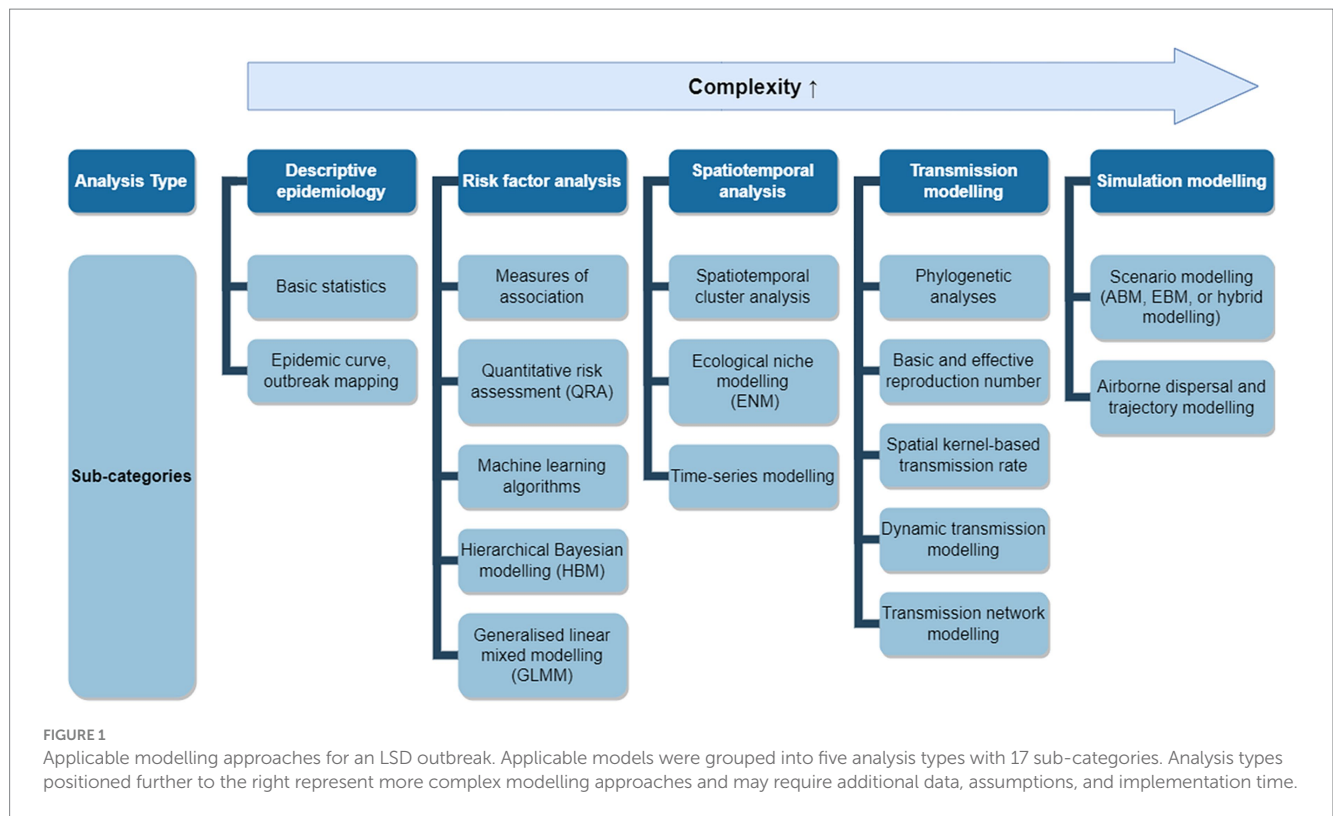 Complexity ↑
Analysis Type
Sub-categories
Descriptive
epidemiology
Basic statistics
Epidemic curve,
outbreak mapping
Risk factor analysis
Measures of
association
Quantitative risk
assessment (QRA)
Machine learning
algorithms
Hierarchical Bayesian
modelling (HBM)
Generalised linear
mixed modelling
(GLMM)
Spatiotemporal
analysis
Spatiotemporal
cluster analysis
Ecological niche
modelling
(ENM)
Time-series modelling
Transmission
modelling
Phylogenetic
analyses
Basic and effective
reproduction number
Spatial kernel-based
transmission rate
Dynamic transmission
modelling
Transmission network
modelling
Simulation modelling
Scenario modelling
(ABM, EBM, or hybrid
modelling)
Airborne dispersal and
trajectory modelling
FIGURE 1
Applicable modelling approaches for an LSD outbreak. Applicable models were grouped into five analysis types with 17 sub-categories. Analysis types
positioned further to the right represent more complex modelling approaches and may require additional data, assumptions, and implementation time.